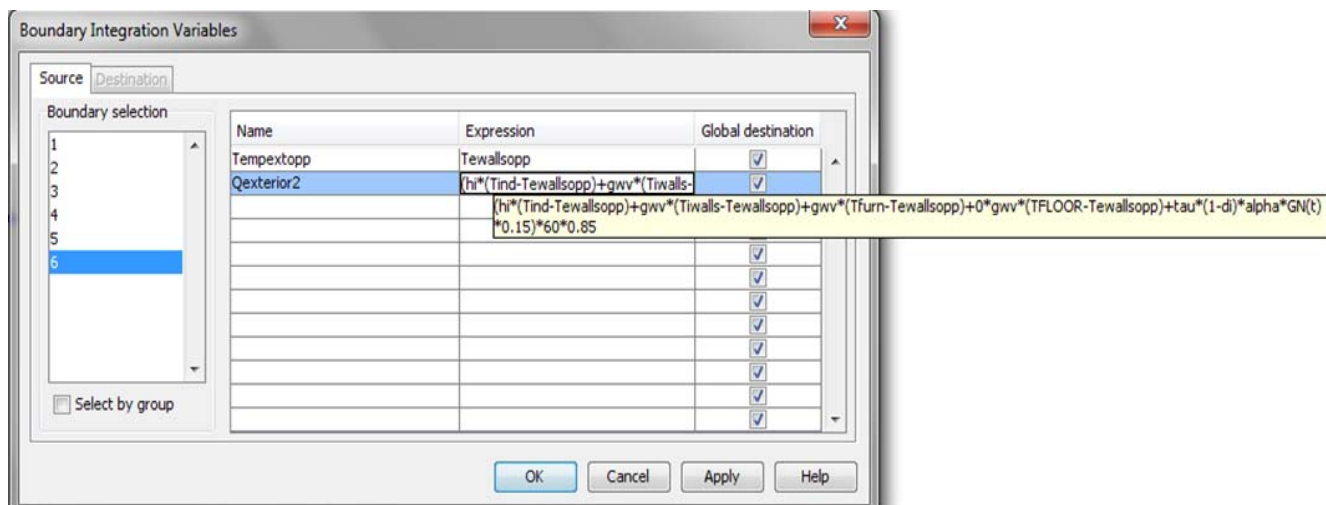 Boundary Integration Variables
Source Destination
Boundary selection
1
2
3
4
5
6
Select by group
Name Expression Global destination
Tempextopp Tewallsopp
Qexterior2 (hi*(Tind-Tewallsopp)+gwv*(Tiwalls-
(hi*(Tind-Tewallsopp)+gwv*(Tiwalls-Tewallsopp)+gwv*(Tfurn-Tewallsopp)+0*gwv*(TFLOOR-Tewallsopp)+tau*(1-di)*alpha*GN(t)
*0.15)*60*0.85
OK Cancel Apply Help